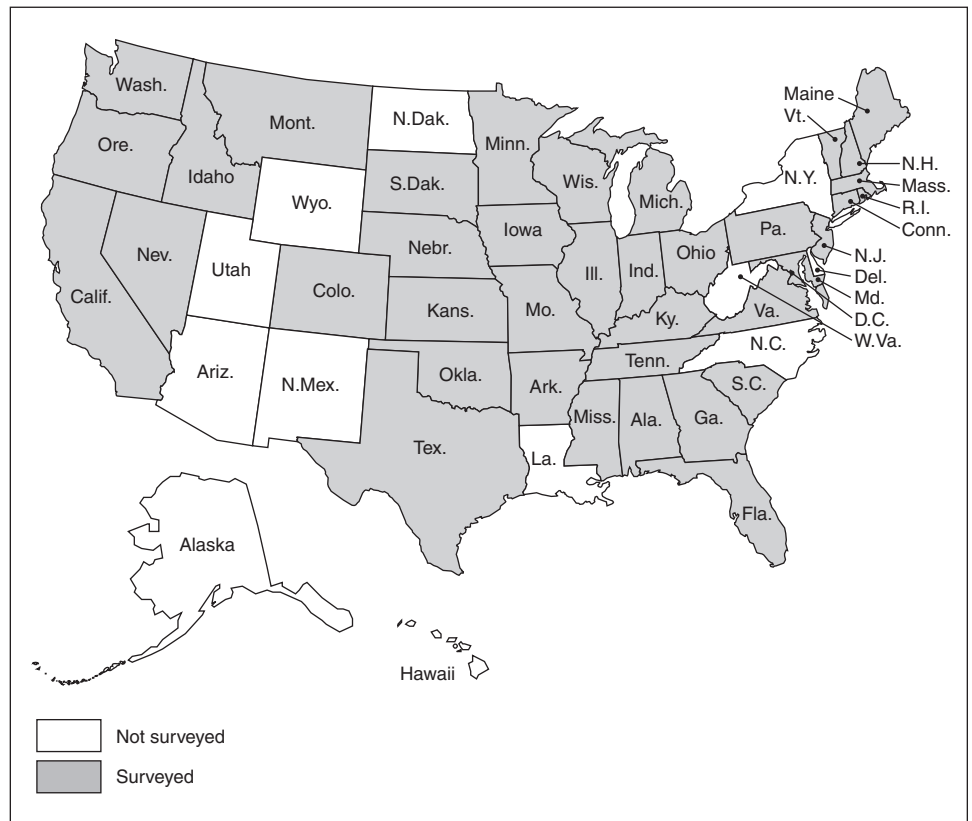 Wash.
Mont.
N.Dak.
Minn.
Maine
Vt.
Ore.
Idaho
S.Dak.
Wis.
Mich.
N.Y.
N.H.
Mass.
R.I.
Conn.
Wyo.
Nebr.
Iowa
Pa.
N.J.
Del.
Md.
D.C.
W.Va.
Nev.
Utah
Colo.
Ill.
Ind.
Ohio
Calif.
Kans.
Mo.
Ky.
Va.
N.C.
Ariz.
N.Mex.
Okla.
Ark.
Tenn.
S.C.
Tex.
La.
Miss.
Ala.
Ga.
Fla.
Alaska
Hawaii
Not surveyed
Surveyed